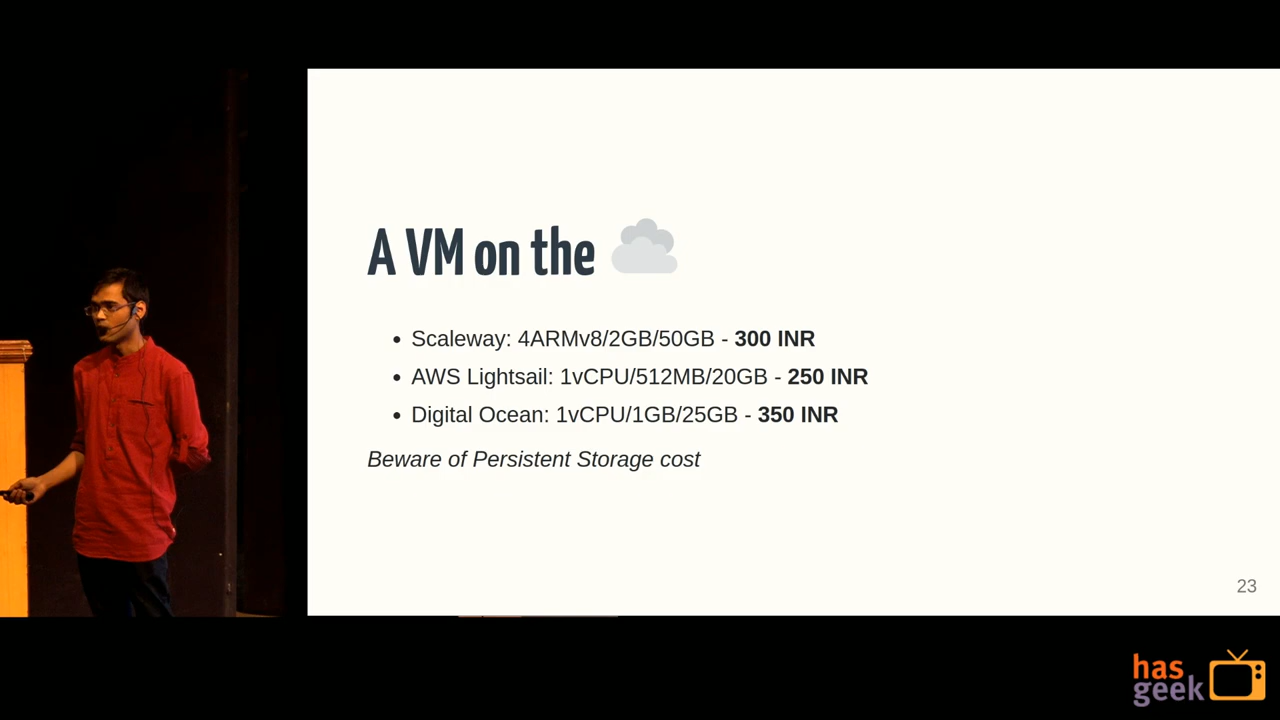 A VM on the
Scaleway: 4ARMv8/2GB/50GB - 300 INR
AWS Lightsail: 1vCPU/512MB/20GB - 250 INR
Digital Ocean: 1vCPU/1GB/25GB - 350 INR
Beware of Persistent Storage cost
23
has
geek